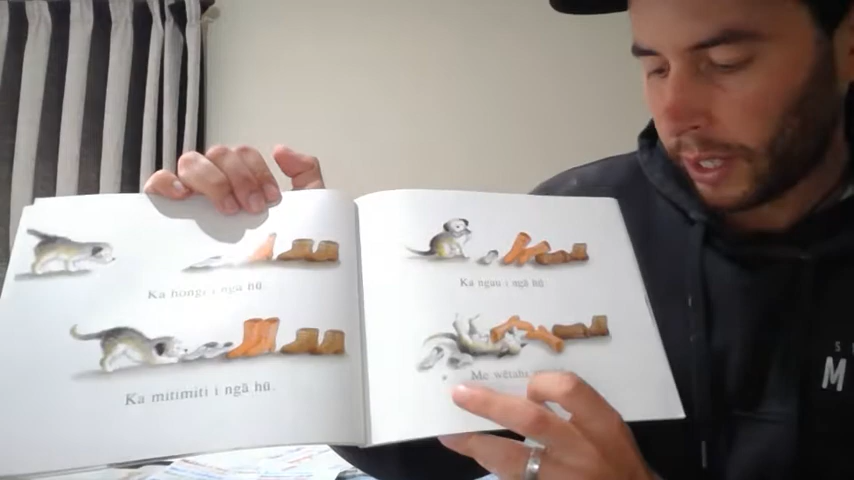 Ka hongi i ngā hū
Ka mitimiti i ngā hū.
Ka ngau i ngā hū.
Me